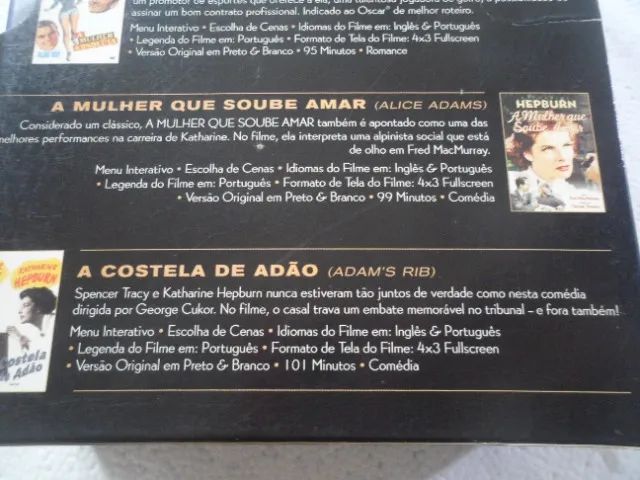 um promotor de esportes que oferece a ela, uma talentosa jogadora de golfe, a possibilidade de
assinar um bom contrato profissional. Indicado ao Oscar® de melhor roteiro.
Menu Interativo • Escolha de Cenas • Idiomas do Filme em: Inglês & Português
• Legenda do Filme em: Português • Formato de Tela do Filme: 4x3 Fullscreen
• Versão Original em Preto & Branco • 95 Minutos • Romance
A MULHER QUE SOUBE AMAR (ALICE ADAMS)
Considerado um clássico, A MULHER QUE SOUBE AMAR também é apontado como uma das
melhores performances na carreira de Katharine. No filme, ela interpreta uma alpinista social que está
de olho em Fred MacMurray.
Menu Interativo • Escolha de Cenas • Idiomas do Filme em: Inglês & Português
• Legenda do Filme em: Português • Formato de Tela do Filme: 4x3 Fullscreen
• Versão Original em Preto & Branco • 99 Minutos • Comédia
HEPBURN
A Mulher que
Soube Amar
KATHARINE
HEPBURN
Costela
de Adão
A COSTELA DE ADÃO (ADAM'S RIB)
Spencer Tracy e Katharine Hepburn nunca estiveram tão juntos de verdade como nesta comédia
dirigida por George Cukor. No filme, o casal trava um embate memorável no tribunal – e fora também!
Menu Interativo • Escolha de Cenas • Idiomas do Filme em: Inglês & Português
• Legenda do Filme em: Português • Formato de Tela do Filme: 4x3 Fullscreen
• Versão Original em Preto & Branco • 101 Minutos • Comédia